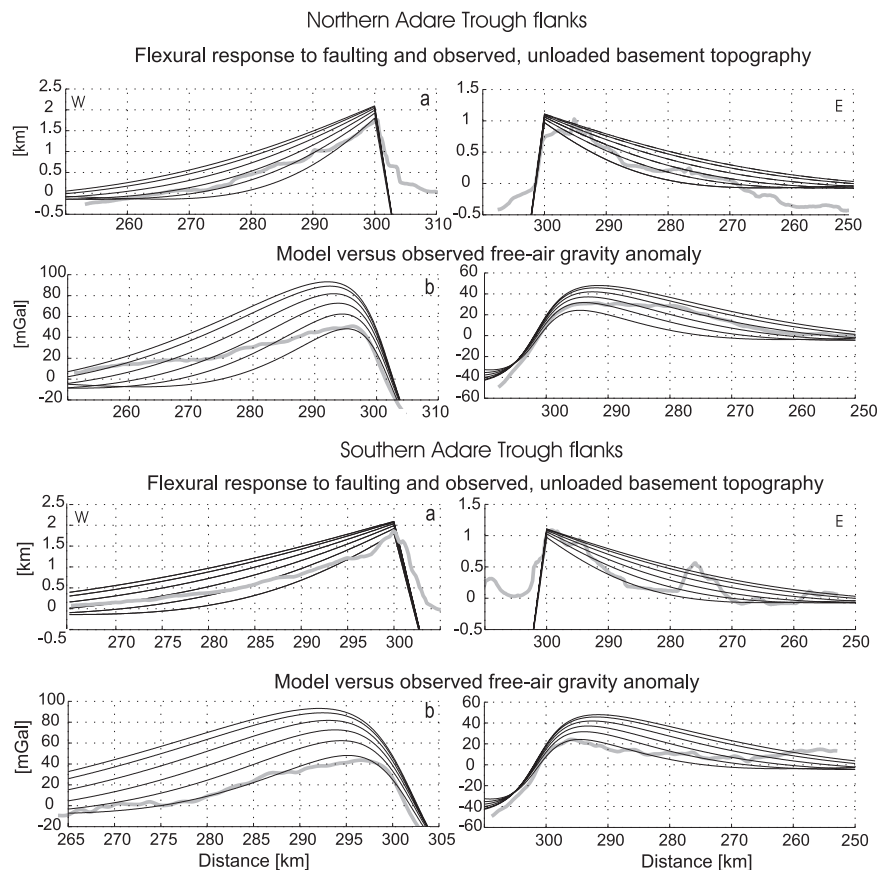 Northern Adare Trough flanks
Flexural response to faulting and observed, unloaded basement topography
2.5
2
1.5
1
0.5
0
-0.5
[km]
W
a
260 270 280 290 300 310
1.5
1
0.5
0
-0.5
E
300 290 280 270 260 250
Model versus observed free-air gravity anomaly
100
80
60
40
20
0
-20
[mGal]
b
260 270 280 290 300 310
60
40
20
0
-20
-40
-60
300 290 280 270 260 250
Southern Adare Trough flanks
Flexural response to faulting and observed, unloaded basement topography
2.5
2
1.5
1
0.5
0
-0.5
[km]
W
a
270 275 280 285 290 295 300 305
1.5
1
0.5
0
-0.5
E
300 290 280 270 260 250
Model versus observed free-air gravity anomaly
100
80
60
40
20
0
-20
[mGal]
b
265 270 275 280 285 290 295 300 305
Distance [km]
60
40
20
0
-20
-40
-60
300 290 280 270 260 250
Distance [km]